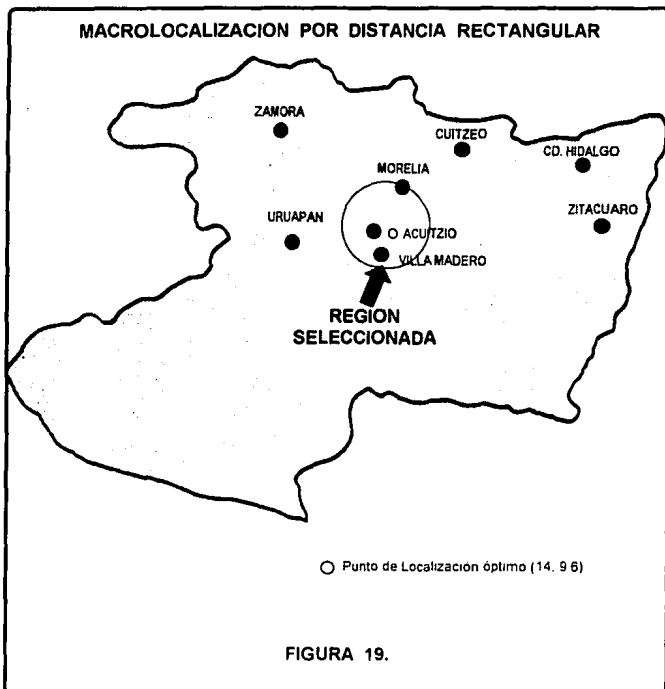 MACROLOCALIZACION POR DISTANCIA RECTANGULAR
ZAMORA
CUITZEO
CD. HIDALGO
MORELIA
ZITACUARO
URUAPAN
ACUITZIO
VILLA MADERO
REGION
SELECCIONADA
Punto de Localización óptimo (14, 9.6)
FIGURA 19.